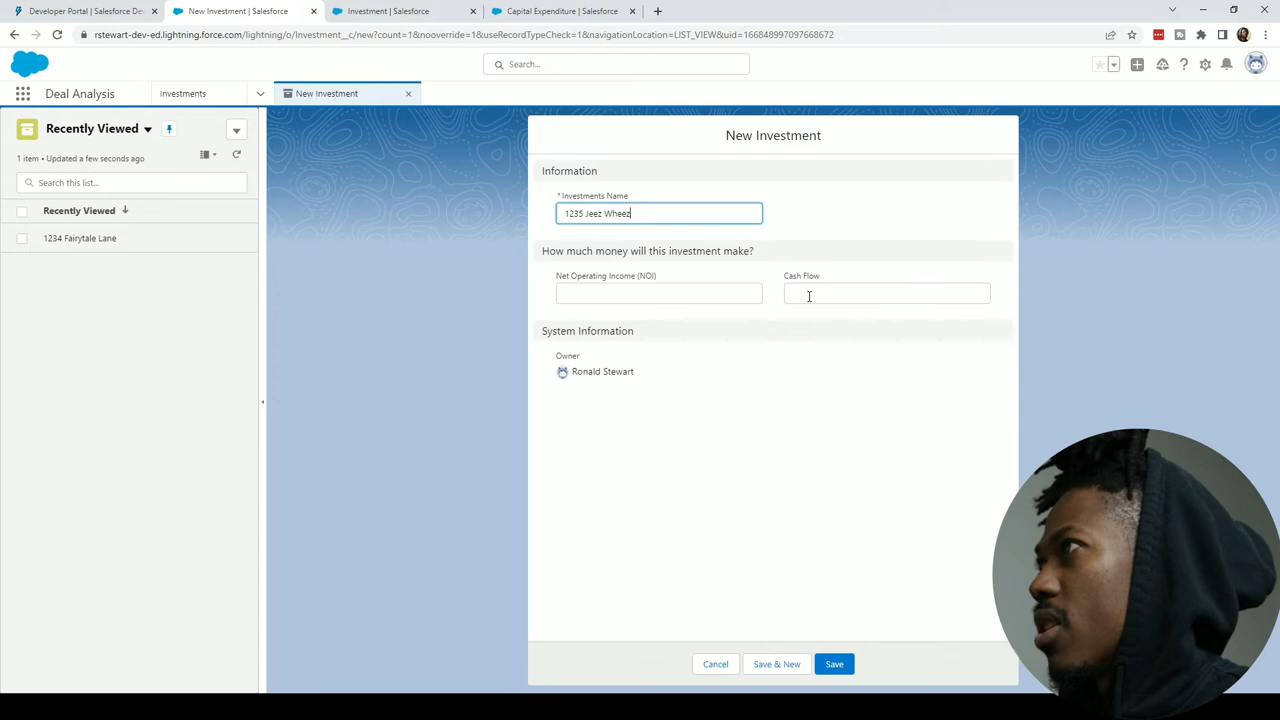 Developer Portal | Salesforce De
New Investment | Salesforce
Investment | Salesforce
Capital Expenditure | Salesforce
rstewart-dev-ed.lightning.force.com/lightning/o/Investment__c/new?count=1&nooverride=1&useRecordTypeCheck=1&navigationLocation=LIST_VIEW&uid=166848997097668672
Search...
Deal Analysis
Investments
New Investment
Recently Viewed
1 item • Updated a few seconds ago
Search this list...
Recently Viewed
1234 Fairytale Lane
New Investment
Information
* Investments Name
1235 Jeez Wheez
How much money will this investment make?
Net Operating Income (NOI)
Cash Flow
System Information
Owner
Ronald Stewart
Cancel
Save & New
Save